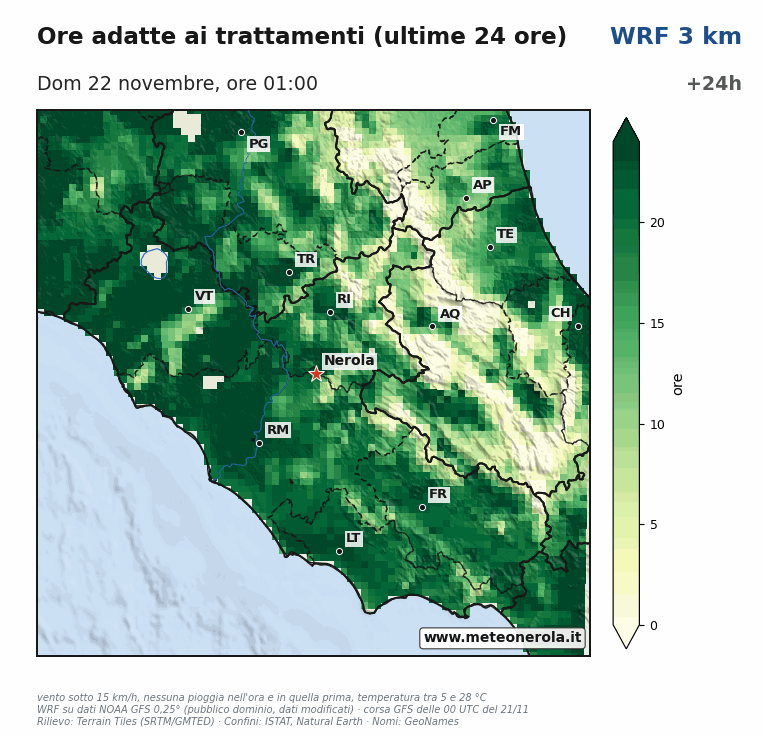 Ore adatte ai trattamenti (ultime 24 ore)
WRF 3 km
Dom 22 novembre, ore 01:00
+24h
FM
PG
AP
TE
TR
VT
RI
AQ
CH
Nerola
RM
FR
LT
www.meteonerola.it
20
15
10
5
0
ore
vento sotto 15 km/h, nessuna pioggia nell'ora e in quella prima, temperatura tra 5 e 28 °C
WRF su dati NOAA GFS 0,25° (pubblico dominio, dati modificati) · corsa GFS delle 00 UTC del 21/11
Rilievo: Terrain Tiles (SRTM/GMTED) · Confini: ISTAT, Natural Earth · Nomi: GeoNames